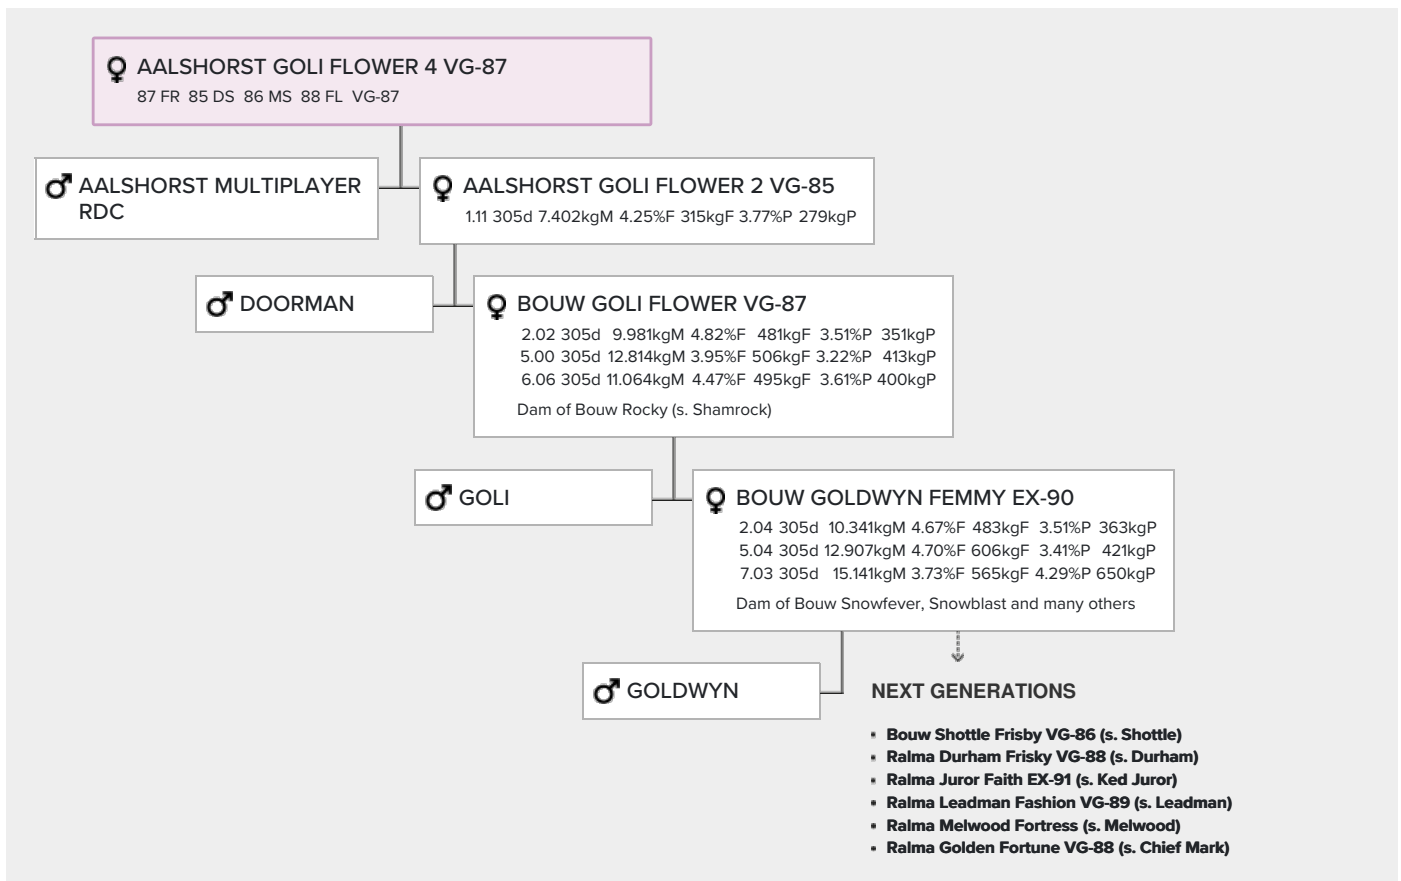 AALSHORST GOLI FLOWER 4 VG-87
87 FR 85 DS 86 MS 88 FL VG-87
AALSHORST MULTIPLAYER
RDC
AALSHORST GOLI FLOWER 2 VG-85
1.11 305d 7.402kgM 4.25%F 315kgF 3.77%P 279kgP
DOORMAN
BOUW GOLI FLOWER VG-87
2.02 305d 9.981kgM 4.82%F 481kgF 3.51%P 351kgP
5.00 305d 12.814kgM 3.95%F 506kgF 3.22%P 413kgP
6.06 305d 11.064kgM 4.47%F 495kgF 3.61%P 400kgP
Dam of Bouw Rocky (s. Shamrock)
GOLI
BOUW GOLDWYN FEMMY EX-90
2.04 305d 10.341kgM 4.67%F 483kgF 3.51%P 363kgP
5.04 305d 12.907kgM 4.70%F 606kgF 3.41%P 421kgP
7.03 305d 15.141kgM 3.73%F 565kgF 4.29%P 650kgP
Dam of Bouw Snowfever, Snowblast and many others
GOLDWYN
NEXT GENERATIONS
▪ Bouw Shottle Frisby VG-86 (s. Shottle)
▪ Ralma Durham Frisky VG-88 (s. Durham)
▪ Ralma Juror Faith EX-91 (s. Ked Juror)
▪ Ralma Leadman Fashion VG-89 (s. Leadman)
▪ Ralma Melwood Fortress (s. Melwood)
▪ Ralma Golden Fortune VG-88 (s. Chief Mark)